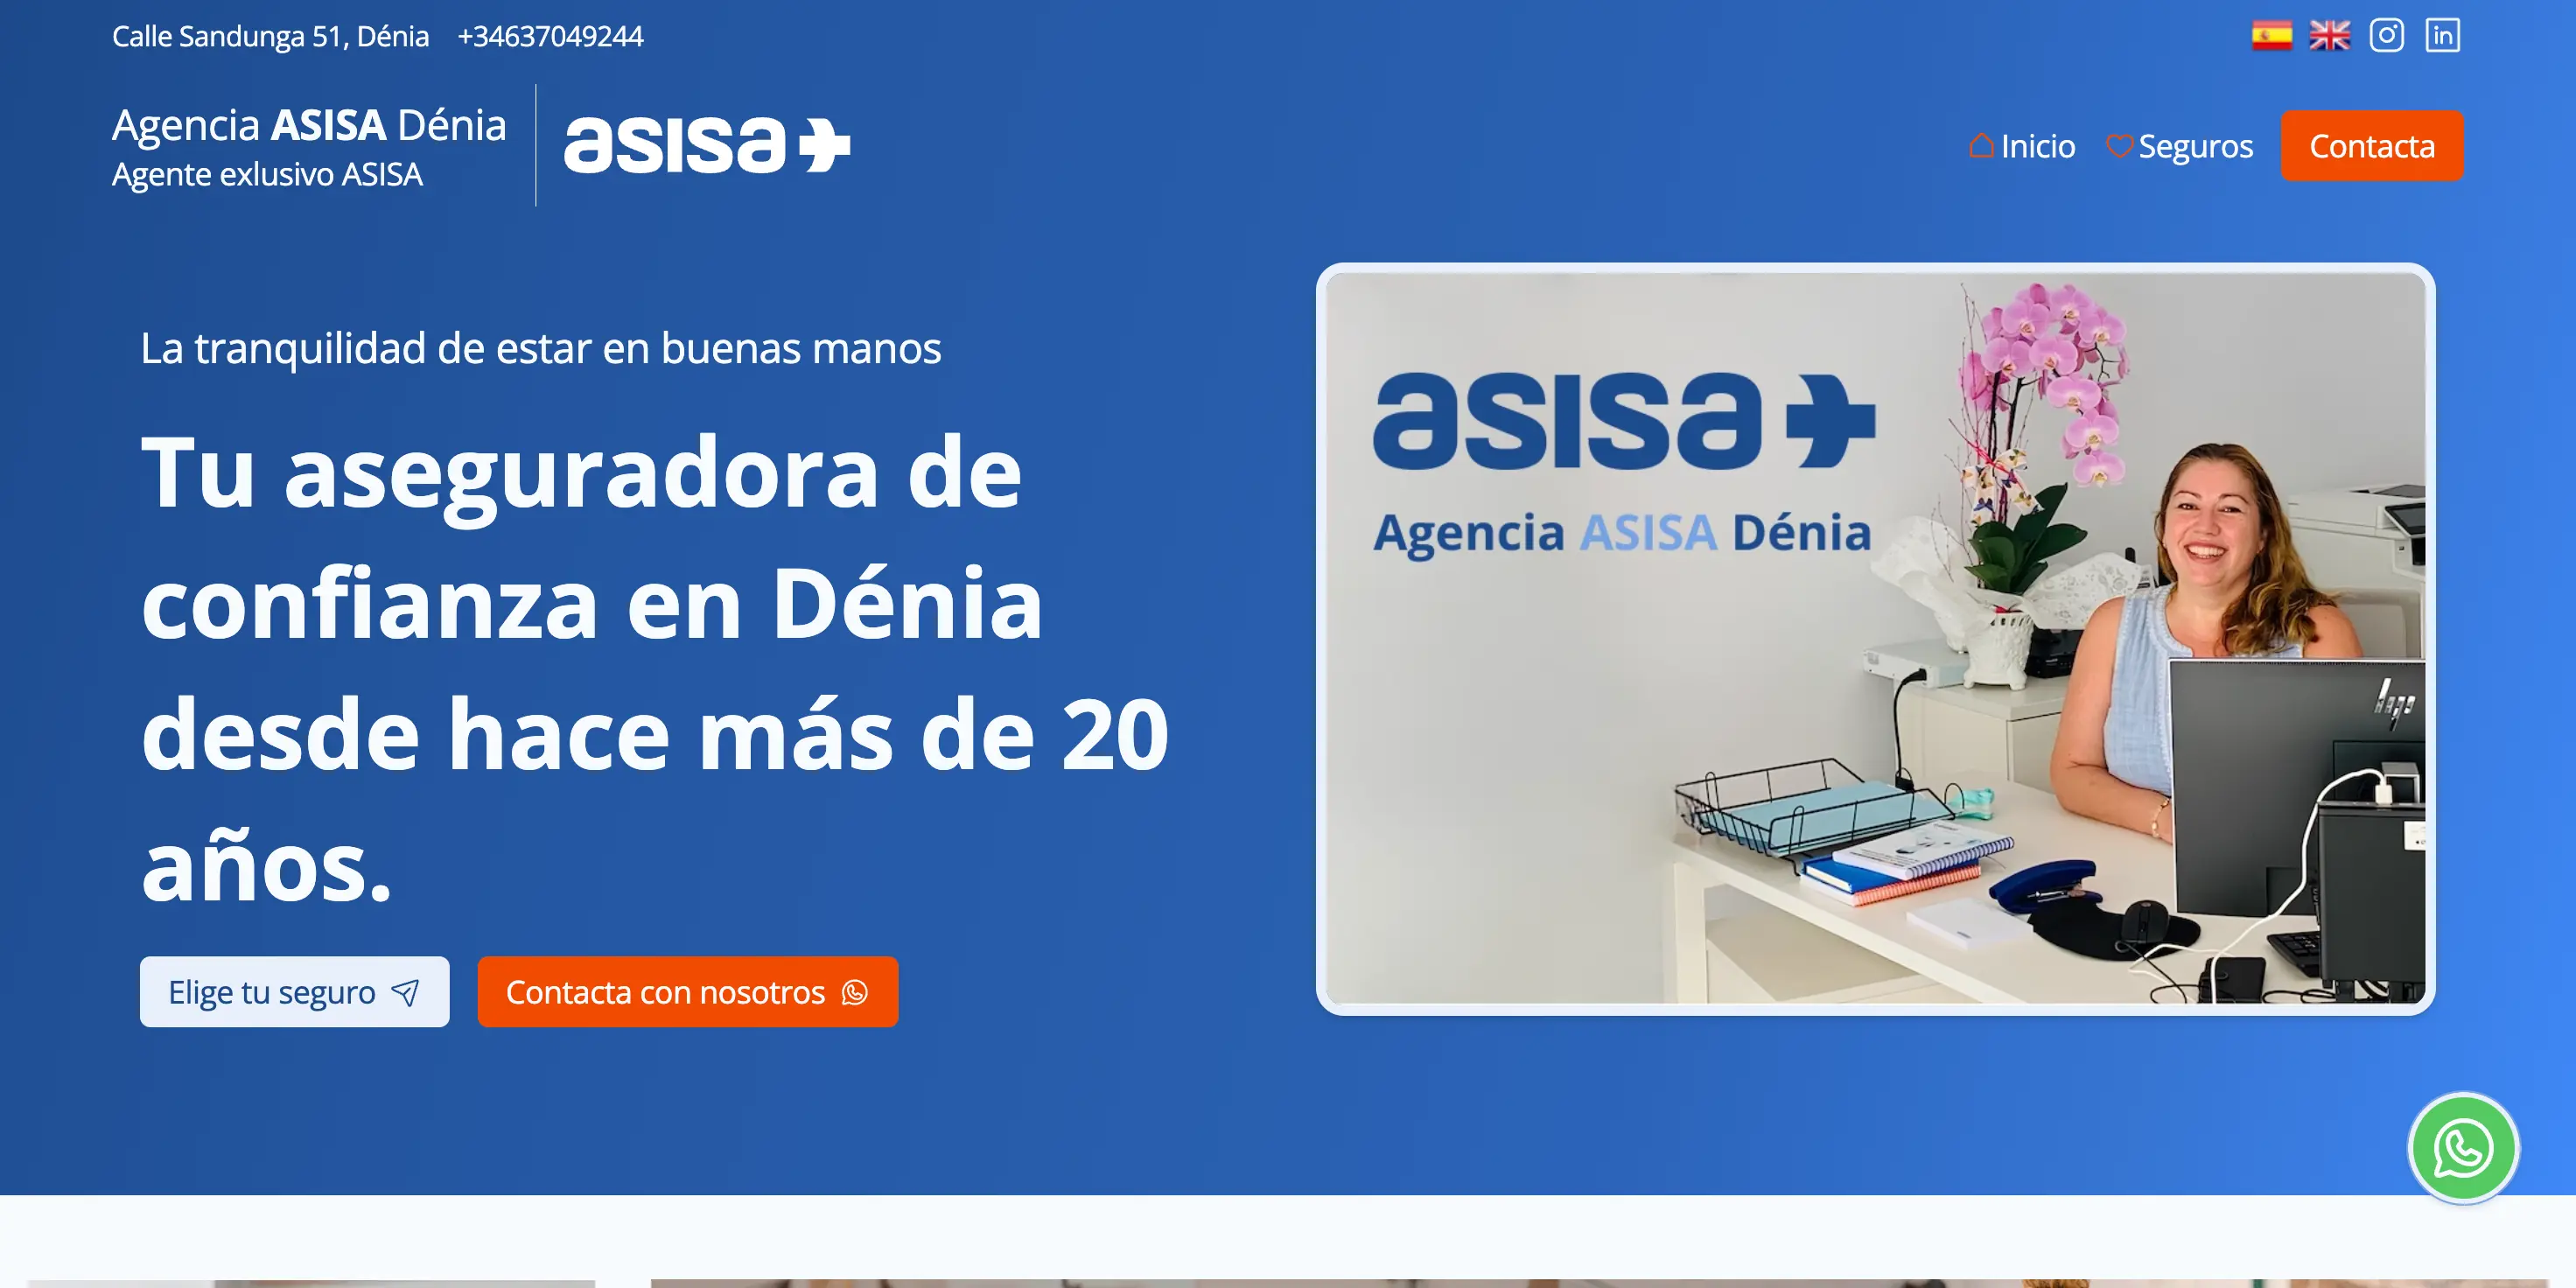 Calle Sandunga 51, Dénia +34637049244
Agencia ASISA Dénia
Agente exlusivo ASISA
asisa
Inicio
Seguros
Contacta
La tranquilidad de estar en buenas manos
Tu aseguradora de
confianza en Dénia
desde hace más de 20
años.
Elige tu seguro
Contacta con nosotros
asisa
Agencia ASISA Dénia
hp
in